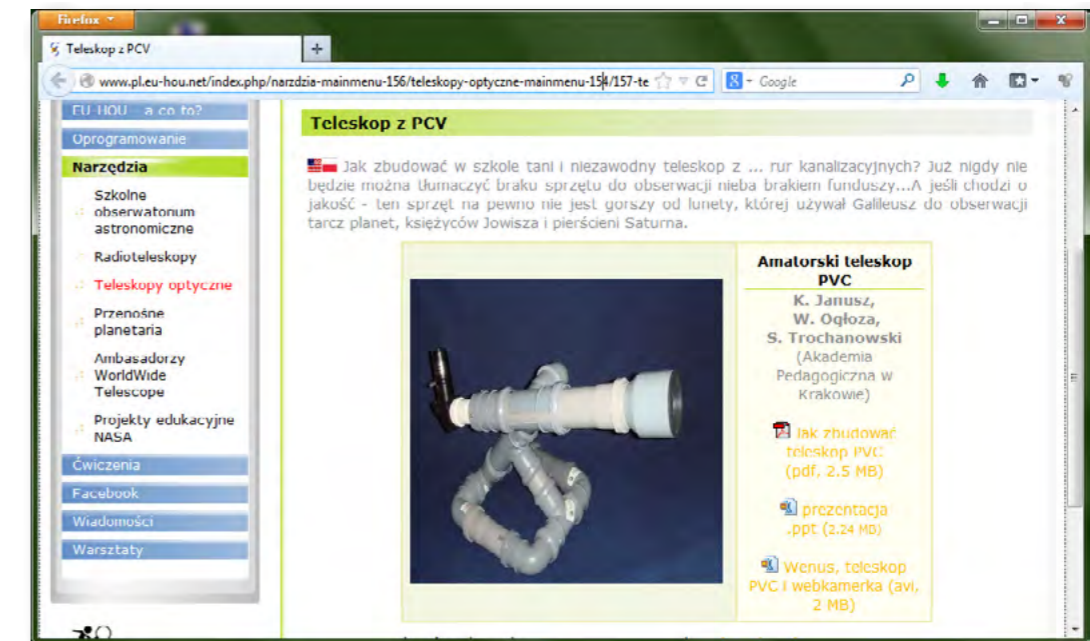 Firefox
Teleskop z PCV
www.pl.eu-hou.net/index.php/narzdzia-mainmenu-156/teleskopy-optyczne-mainmenu-154/157-te
Google
EU-HOU - a co to?
Oprogramowanie
Narzędzia
Szkolne
obserwatorium
astronomiczne
Radioteleskopy
Teleskopy optyczne
Przenośne
planetaria
Ambasadorzy
WorldWide
Telescope
Projekty edukacyjne
NASA
Ćwiczenia
Facebook
Wiadomości
Warsztaty
Teleskop z PCV
Jak zbudować w szkole tani i niezawodny teleskop z ... rur kanalizacyjnych? Już nigdy nie
będzie można tłumaczyć braku sprzętu do obserwacji nieba brakiem funduszy...A jeśli chodzi o
jakość - ten sprzęt na pewno nie jest gorszy od lunety, której używał Galileusz do obserwacji
tarcz planet, księżyców Jowisza i pierścieni Saturna.
Amatorski teleskop
PVC
K. Janusz,
W. Ogłoza,
S. Trochanowski
(Akademia
Pedagogiczna w
Krakowie)
Jak zbudować
teleskop PVC
(pdf, 2.5 MB)
prezentacja
.ppt (2.24 MB)
Wenus, teleskop
PVC i webkamerka (avi,
2 MB)